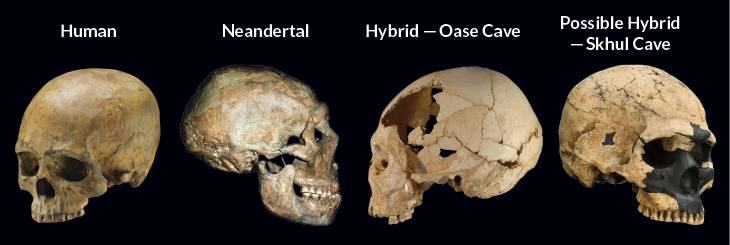 Human
Neandertal
Hybrid — Oase Cave
Possible Hybrid
— Skhul Cave